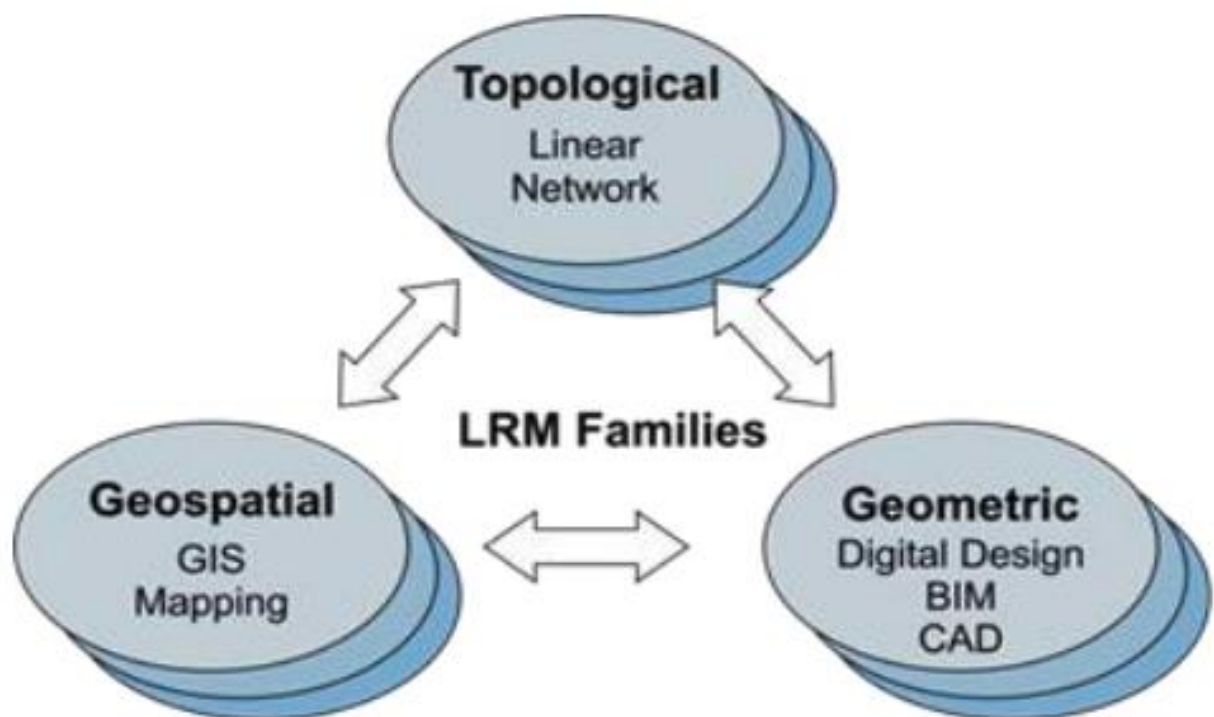 Topological
Linear
Network
LRM Families
Geospatial
GIS
Mapping
Geometric
Digital Design
BIM
CAD